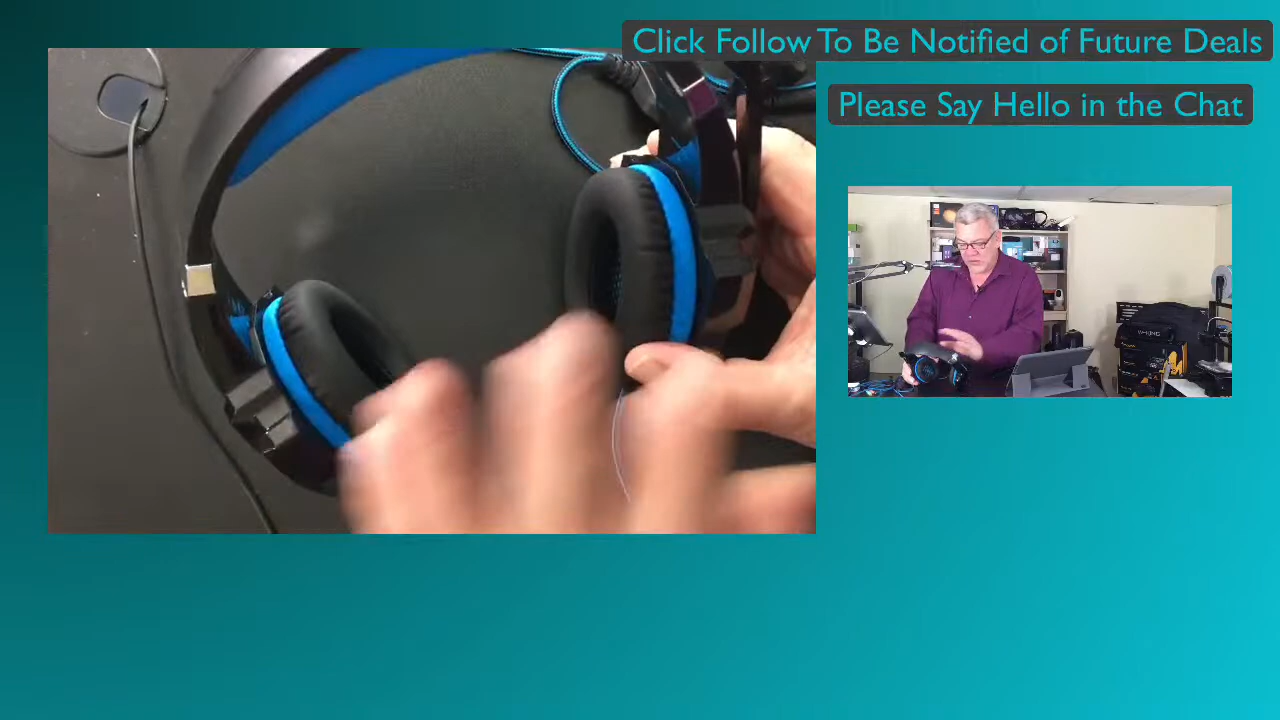 Click Follow To Be Notified of Future Deals
Please Say Hello in the Chat